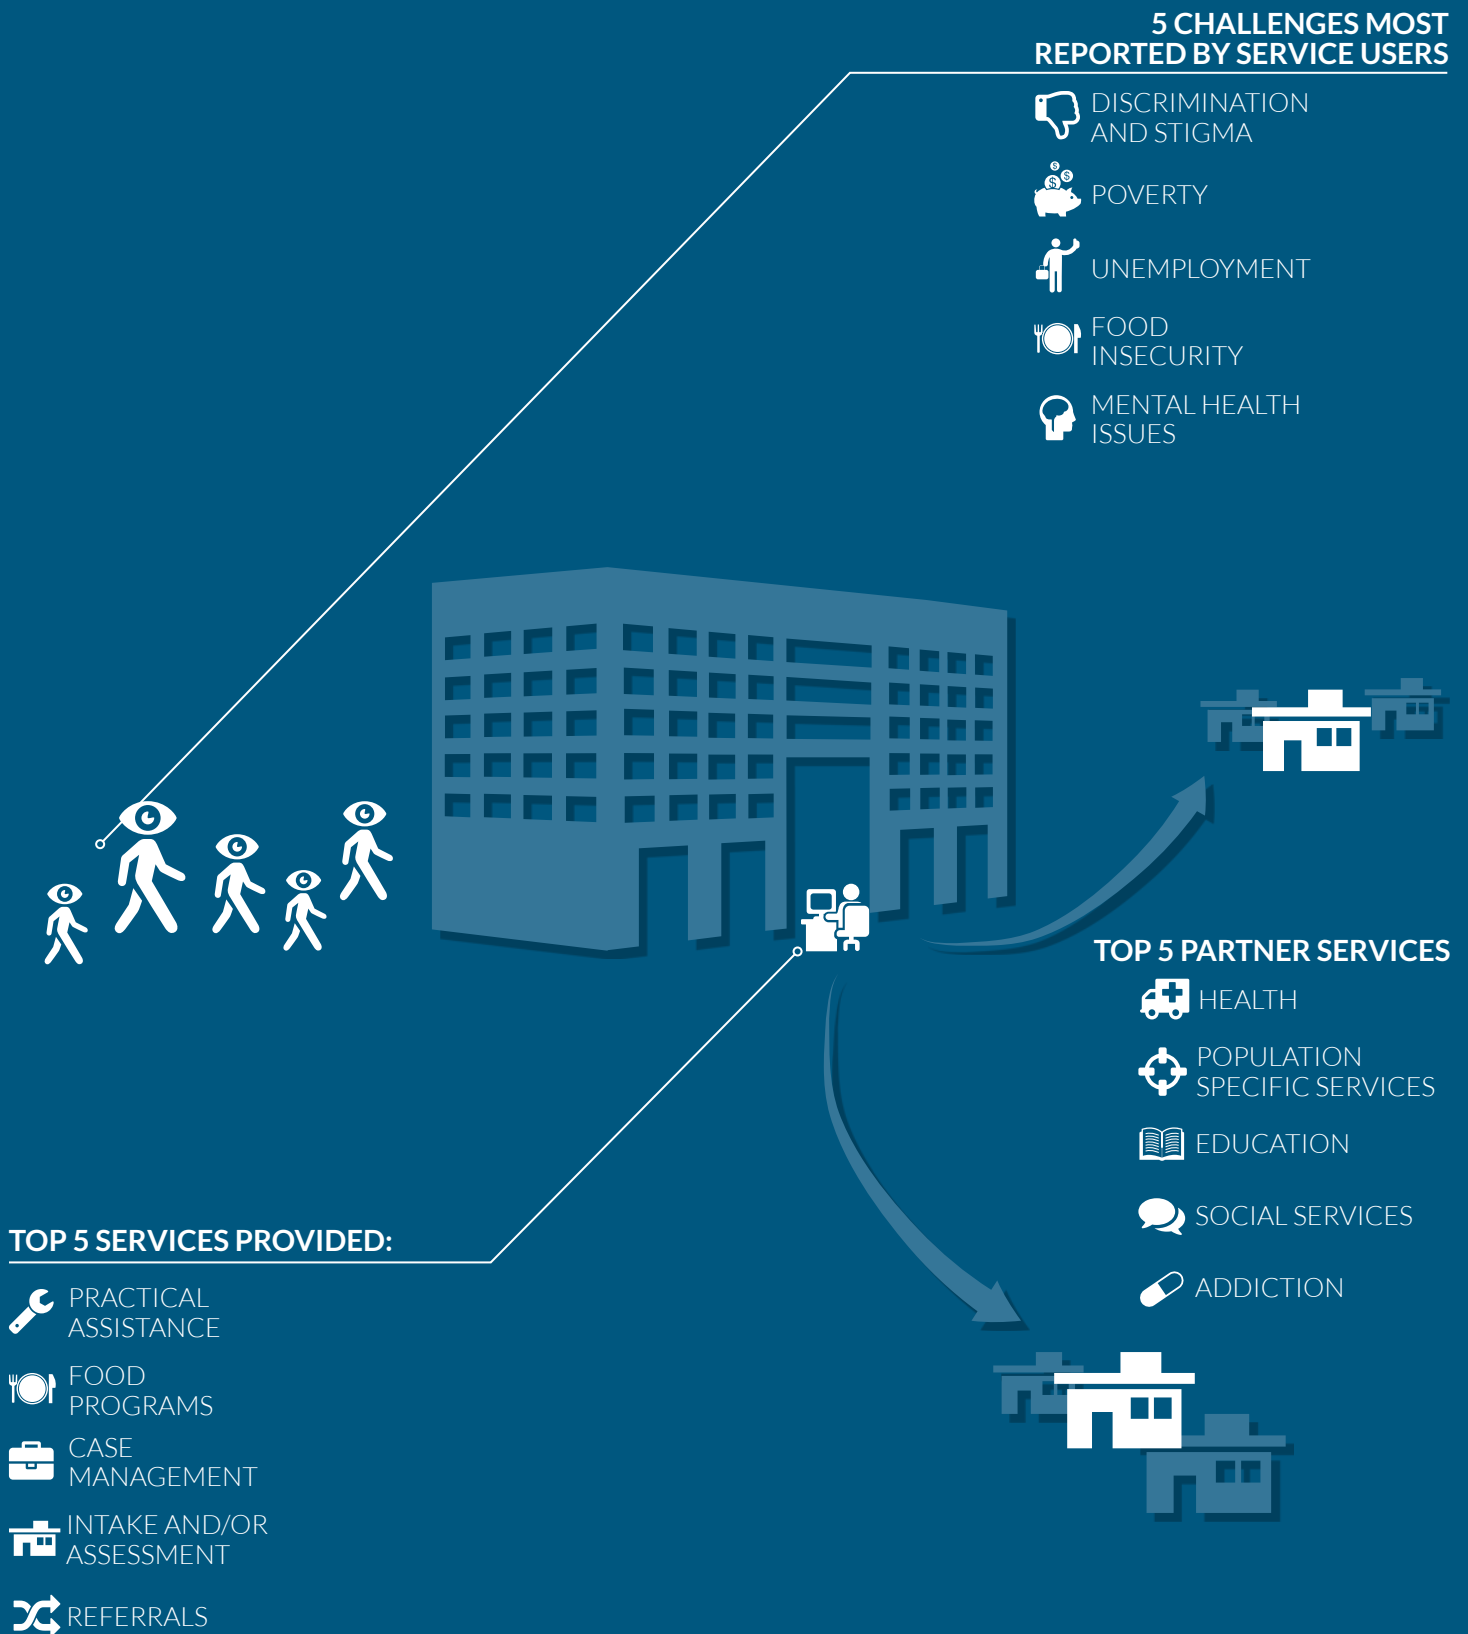 5 CHALLENGES MOST
REPORTED BY SERVICE USERS
DISCRIMINATION
AND STIGMA
POVERTY
UNEMPLOYMENT
FOOD
INSECURITY
MENTAL HEALTH
ISSUES
TOP 5 PARTNER SERVICES
HEALTH
POPULATION
SPECIFIC SERVICES
EDUCATION
SOCIAL SERVICES
ADDICTION
TOP 5 SERVICES PROVIDED:
PRACTICAL
ASSISTANCE
FOOD
PROGRAMS
CASE
MANAGEMENT
INTAKE AND/OR
ASSESSMENT
REFERRALS